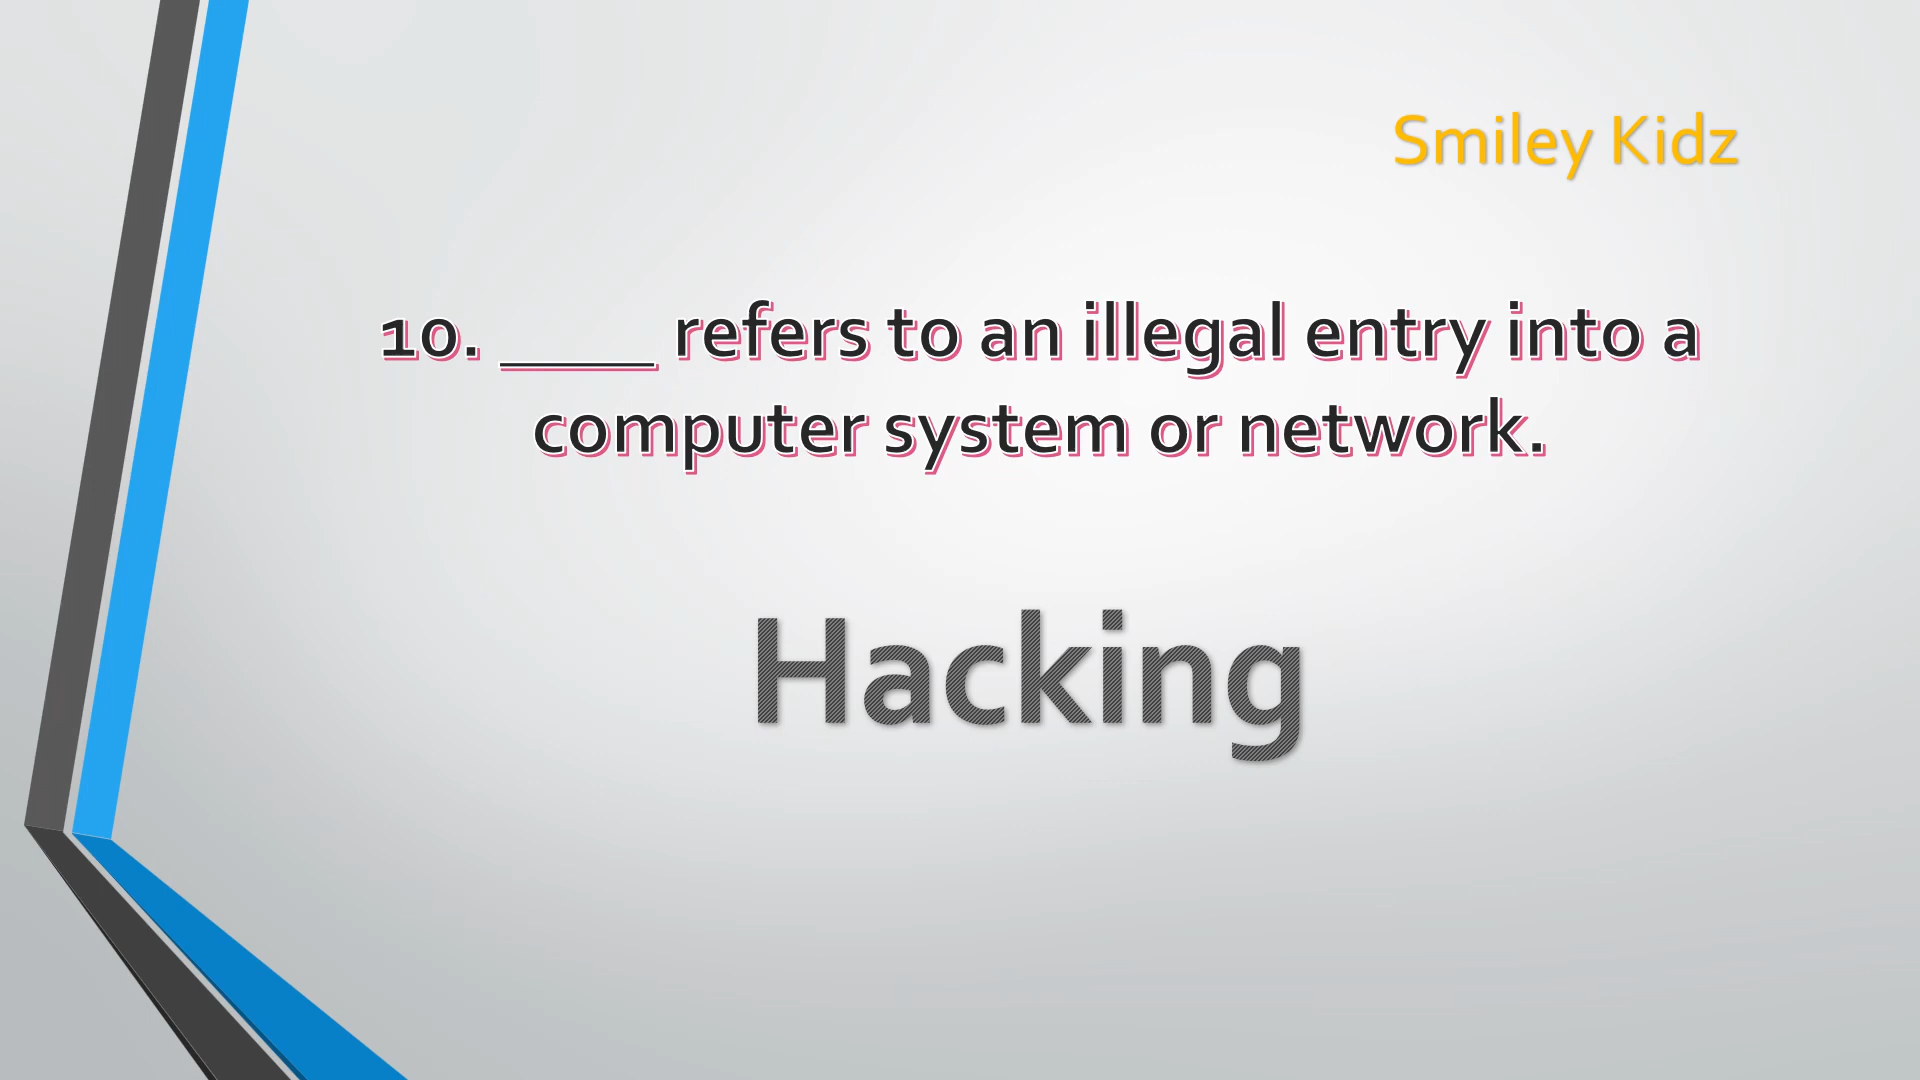 Smiley Kidz
10. _____ refers to an illegal entry into a
computer system or network.
Hacking